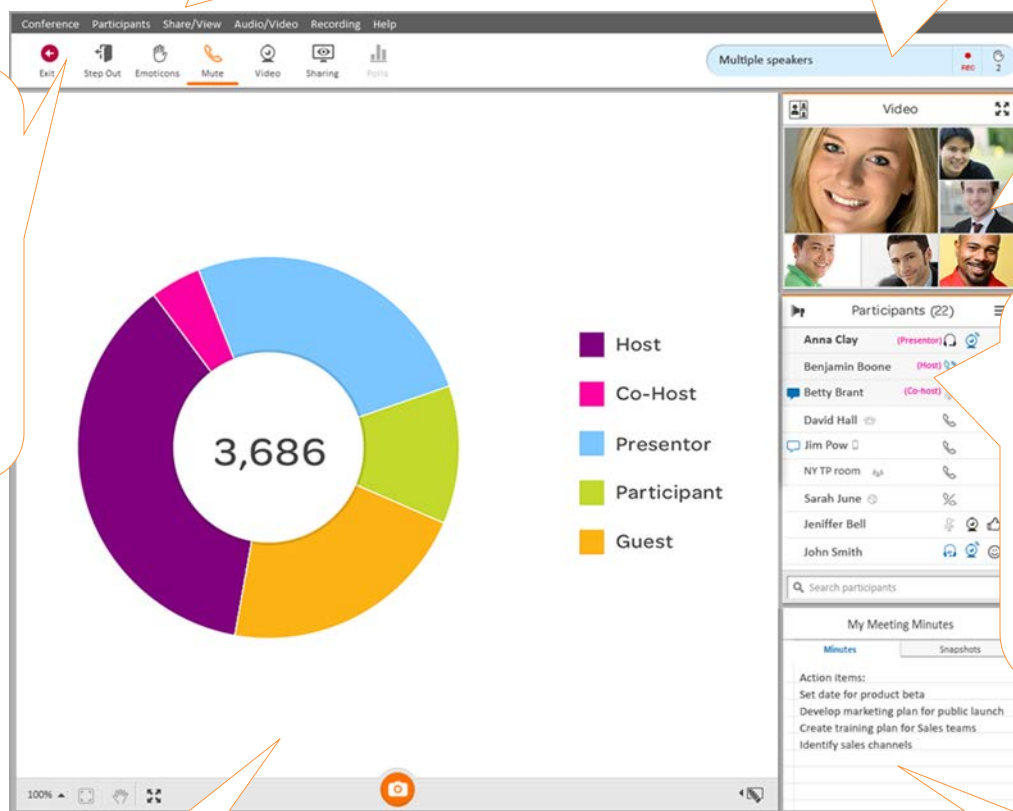 Conference Participants Share/View Audio/Video Recording Help
Exit Step Out Emoticons Mute Video Sharing Polls
Multiple speakers
REC 2
Video
3,686
Host
Co-Host
Presentor
Participant
Guest
Participants (22)
Anna Clay (Presentor)
Benjamin Boone (Host)
Betty Brant (Co-host)
David Hall
Jim Pow
NY TP room
Sarah June
Jeniffer Bell
John Smith
Search participants
My Meeting Minutes
Minutes Snapshots
Action items:
Set date for product beta
Develop marketing plan for public launch
Create training plan for Sales teams
Identify sales channels
100%